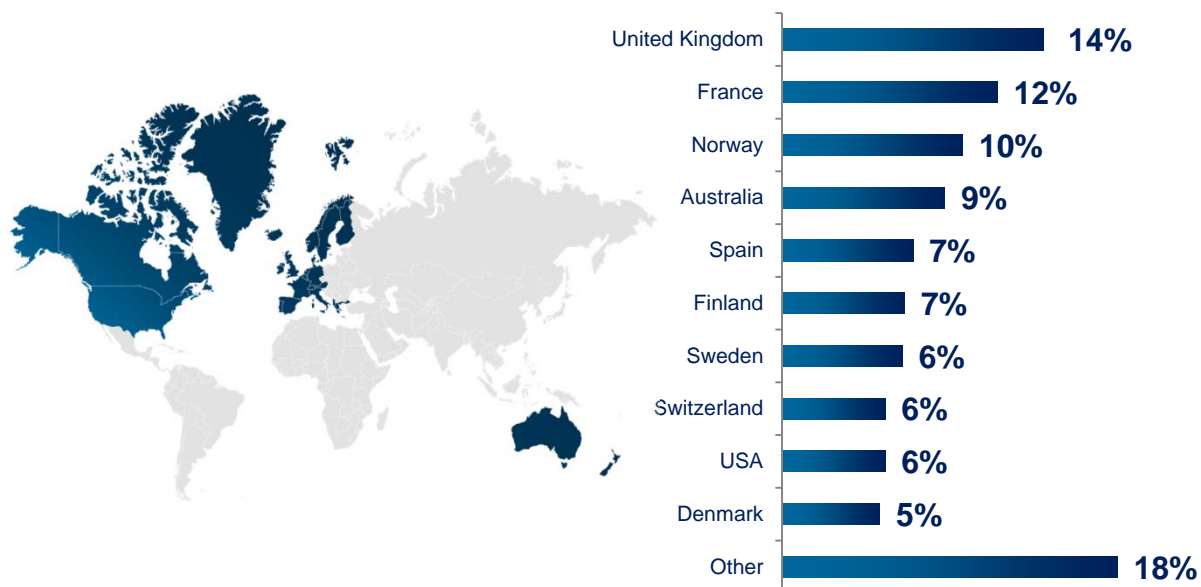 United Kingdom 14%
France 12%
Norway 10%
Australia 9%
Spain 7%
Finland 7%
Sweden 6%
Switzerland 6%
USA 6%
Denmark 5%
Other 18%